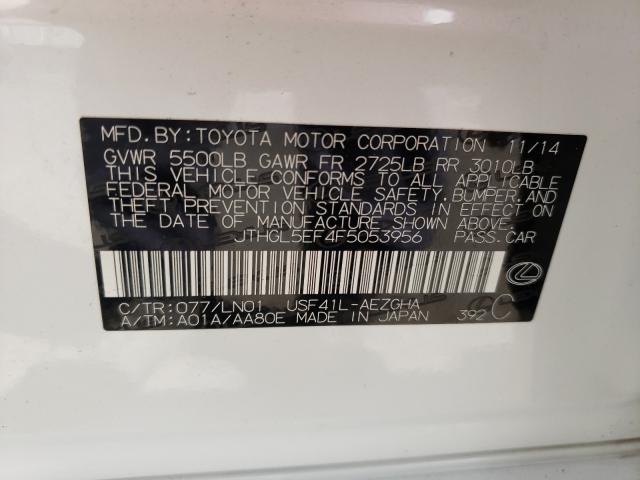 MFD.BY:TOYOTA MOTOR CORPORATION 11/14
GVWR 5500LB GAWR FR 2725LB RR 3010LB
THIS VEHICLE CONFORMS TO ALL APPLICABLE
FEDERAL MOTOR VEHICLE SAFETY,BUMPER,AND
THEFT PREVENTION STANDARDS IN EFFECT ON
THE DATE OF MANUFACTURE SHOWN ABOVE.
JTHGL5EF4F5053956 PASS.CAR
C/TR:077/LN01 USF41L-AEZGHA
A/TM:A01A/AA80E MADE IN JAPAN 392 C